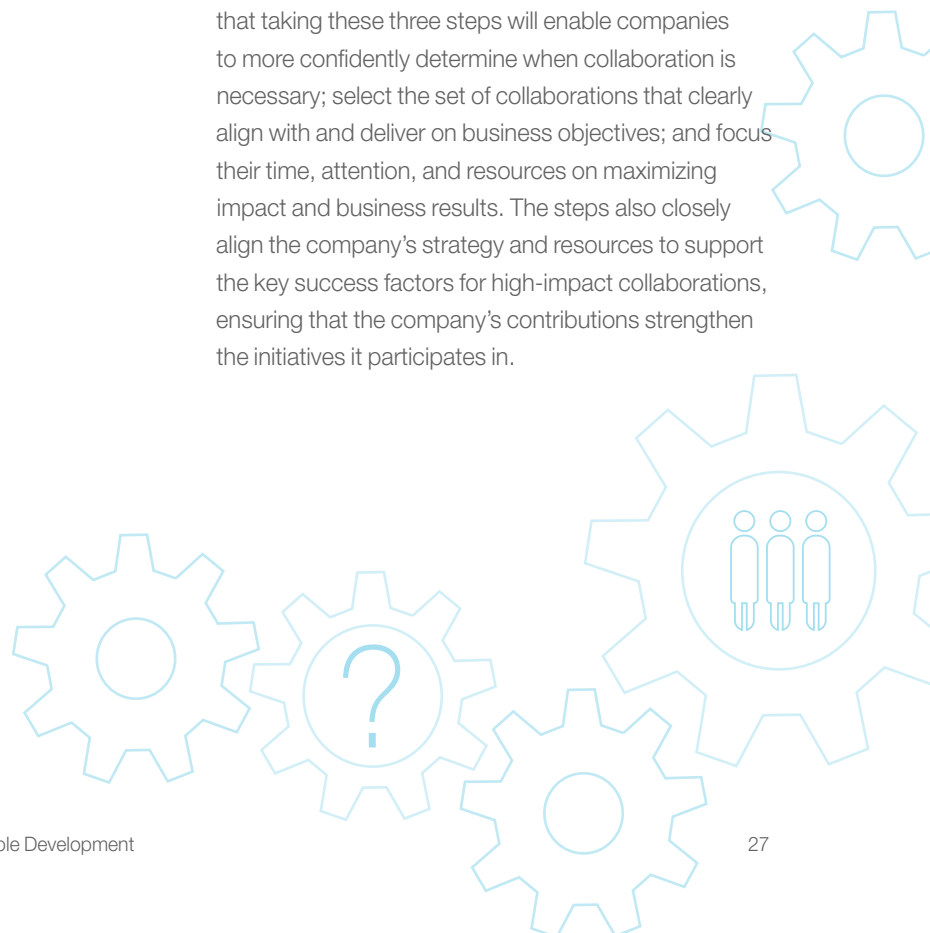 that taking these three steps will enable companies
to more confidently determine when collaboration is
necessary; select the set of collaborations that clearly
align with and deliver on business objectives; and focus
their time, attention, and resources on maximizing
impact and business results. The steps also closely
align the company’s strategy and resources to support
the key success factors for high-impact collaborations,
ensuring that the company’s contributions strengthen
the initiatives it participates in.
?
Development
27